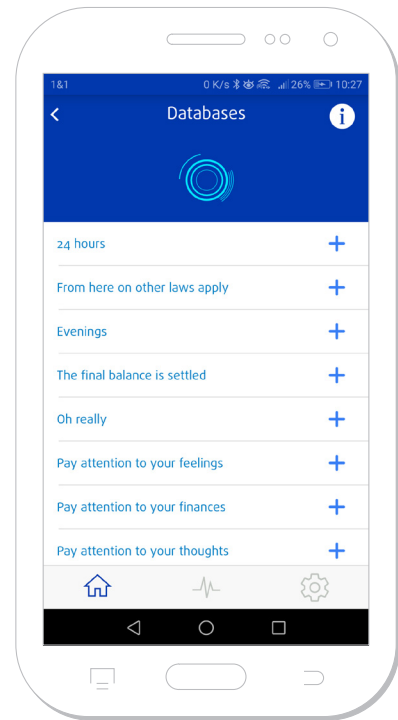 1&1 0 K/s 26% 10:27
Databases
i
24 hours
From here on other laws apply
Evenings
The final balance is settled
Oh really
Pay attention to your feelings
Pay attention to your finances
Pay attention to your thoughts